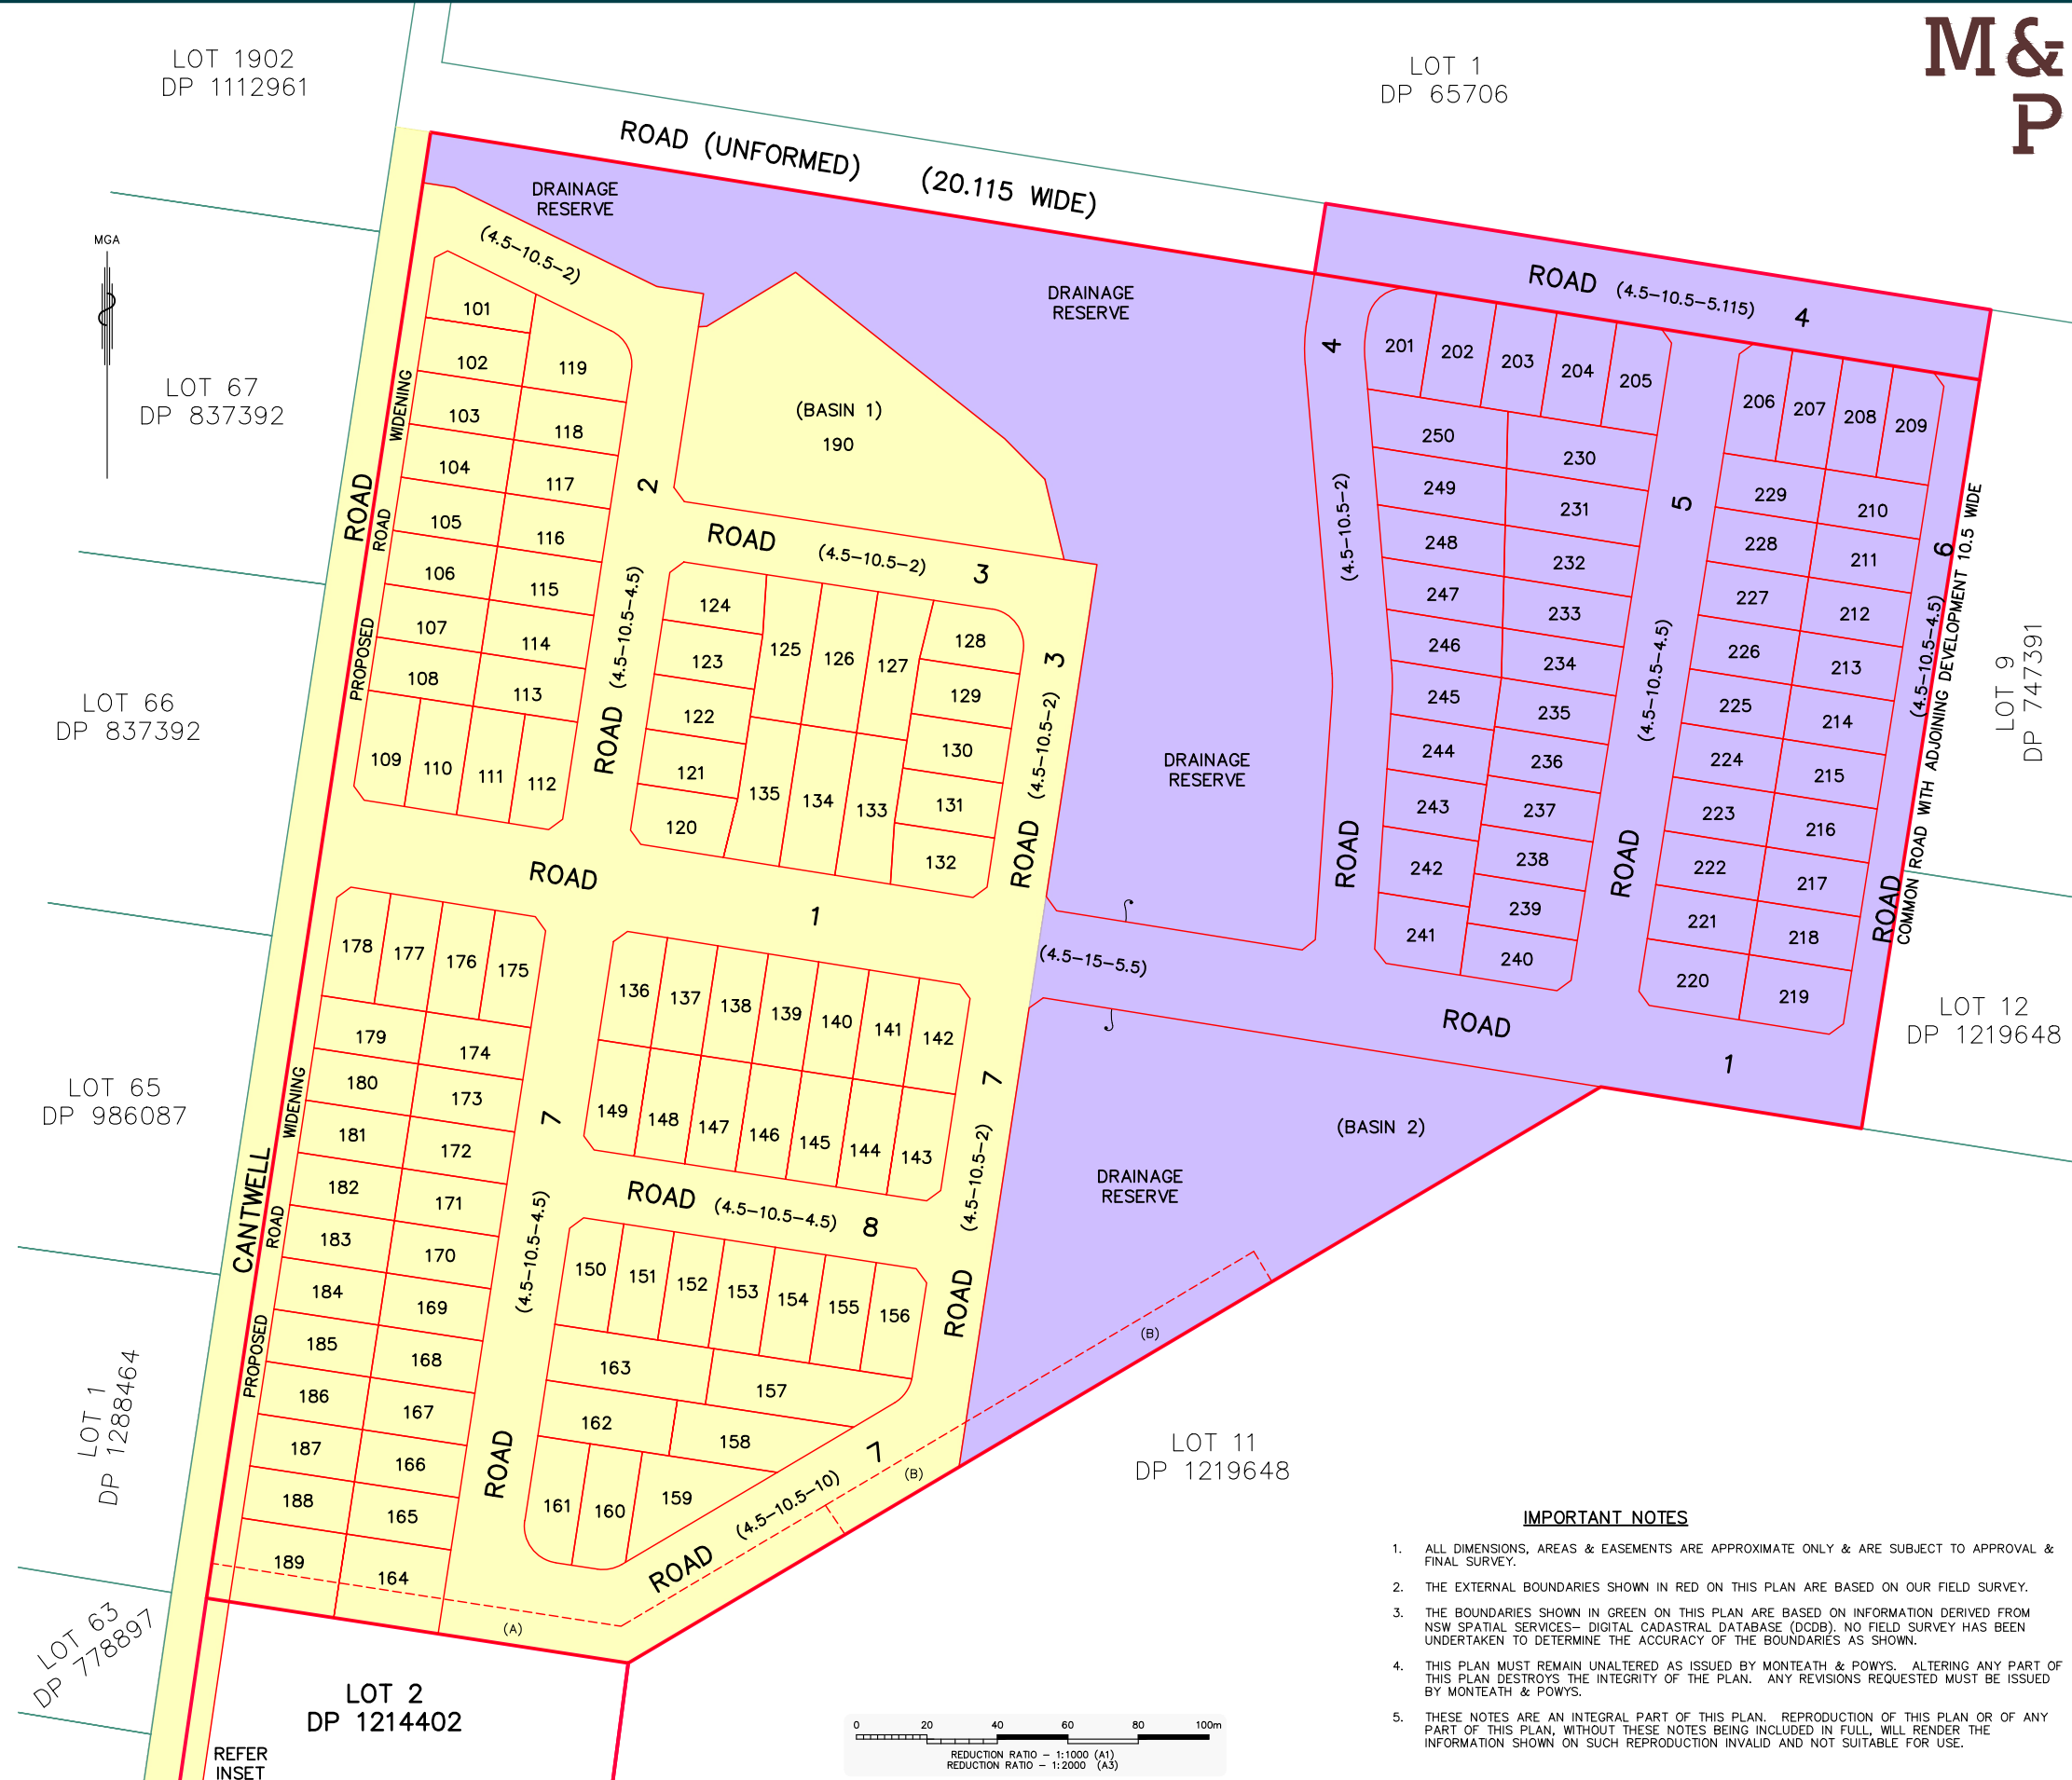 M&
P
LOT 1902
DP 1112961
LOT 1
DP 65706
ROAD (UNFORMED) (20.115 WIDE)
DRAINAGE
RESERVE
MGA
(4.5-10.5-2)
DRAINAGE
RESERVE
ROAD (4.5-10.5-5.115) 4
LOT 67
DP 837392
LOT 66
DP 837392
LOT 65
DP 986087
LOT 1
DP 1288464
LOT 63
DP 778897
CANTWELL ROAD
PROPOSED ROAD WIDENING
PROPOSED ROAD WIDENING
101
102
103
104
105
106
107
108
109
110
111
112
113
114
115
116
117
118
119
(BASIN 1)
190
2
ROAD (4.5-10.5-4.5)
ROAD (4.5-10.5-2) 3
124
123
122
121
120
125
126
127
128
129
130
131
132
133
134
135
3
ROAD (4.5-10.5-2)
ROAD 1
(4.5-15-5.5)
178
177
176
175
179
180
181
182
183
184
185
186
187
188
189
174
173
172
171
170
169
168
167
166
165
164
7
ROAD (4.5-10.5-4.5)
136
137
138
139
140
141
142
149
148
147
146
145
144
143
ROAD (4.5-10.5-4.5) 8
7
ROAD (4.5-10.5-2)
150
151
152
153
154
155
156
163
157
162
158
161
160
159
ROAD (4.5-10.5-10) 7
(A)
(B)
(B)
DRAINAGE
RESERVE
4
(4.5-10.5-2)
ROAD
201
202
203
204
205
206
207
208
209
250
249
248
247
246
245
244
243
242
241
230
231
232
233
234
235
236
237
238
239
240
5
ROAD (4.5-10.5-4.5)
229
228
227
226
225
224
223
222
221
220
210
211
212
213
214
215
216
217
218
219
6
ROAD (4.5-10.5-4.5)
COMMON ROAD WITH ADJOINING DEVELOPMENT 10.5 WIDE
LOT 9
DP 747391
LOT 12
DP 1219648
ROAD 1
(BASIN 2)
DRAINAGE
RESERVE
LOT 11
DP 1219648
LOT 2
DP 1214402
REFER
INSET
0 20 40 60 80 100m
REDUCTION RATIO - 1:1000 (A1)
REDUCTION RATIO - 1:2000 (A3)
IMPORTANT NOTES
1. ALL DIMENSIONS, AREAS & EASEMENTS ARE APPROXIMATE ONLY & ARE SUBJECT TO APPROVAL &
FINAL SURVEY.
2. THE EXTERNAL BOUNDARIES SHOWN IN RED ON THIS PLAN ARE BASED ON OUR FIELD SURVEY.
3. THE BOUNDARIES SHOWN IN GREEN ON THIS PLAN ARE BASED ON INFORMATION DERIVED FROM
NSW SPATIAL SERVICES- DIGITAL CADASTRAL DATABASE (DCDB). NO FIELD SURVEY HAS BEEN
UNDERTAKEN TO DETERMINE THE ACCURACY OF THE BOUNDARIES AS SHOWN.
4. THIS PLAN MUST REMAIN UNALTERED AS ISSUED BY MONTEATH & POWYS. ALTERING ANY PART OF
THIS PLAN DESTROYS THE INTEGRITY OF THE PLAN. ANY REVISIONS REQUESTED MUST BE ISSUED
BY MONTEATH & POWYS.
5. THESE NOTES ARE AN INTEGRAL PART OF THIS PLAN. REPRODUCTION OF THIS PLAN OR OF ANY
PART OF THIS PLAN, WITHOUT THESE NOTES BEING INCLUDED IN FULL, WILL RENDER THE
INFORMATION SHOWN ON SUCH REPRODUCTION INVALID AND NOT SUITABLE FOR USE.